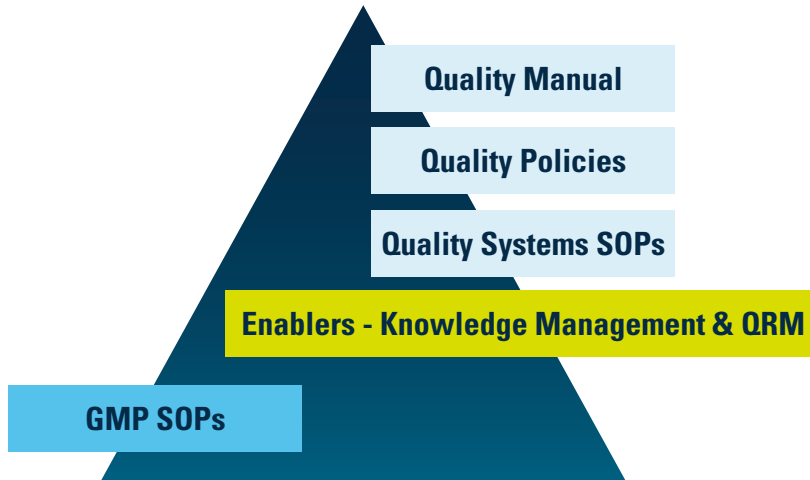 Quality Manual
Quality Policies
Quality Systems SOPs
Enablers - Knowledge Management & QRM
GMP SOPs